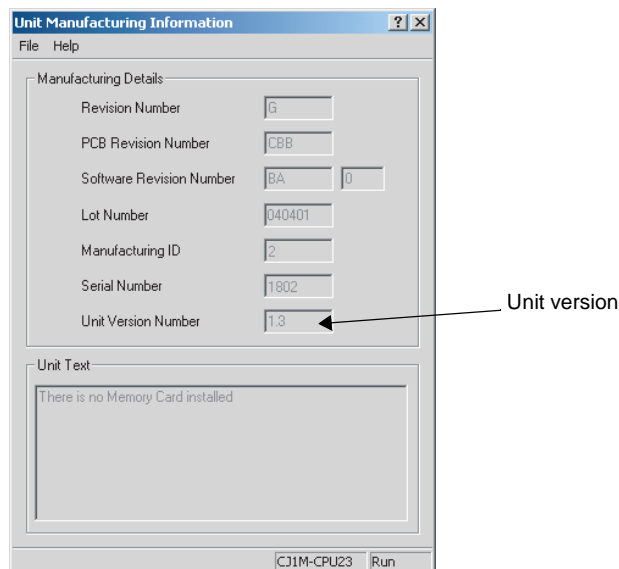 Unit Manufacturing Information
File Help
Manufacturing Details
Revision Number G
PCB Revision Number CBB
Software Revision Number BA 0
Lot Number 040401
Manufacturing ID 2
Serial Number 1802
Unit Version Number 1.3
Unit version
Unit Text
There is no Memory Card installed
CJ1M-CPU23 Run